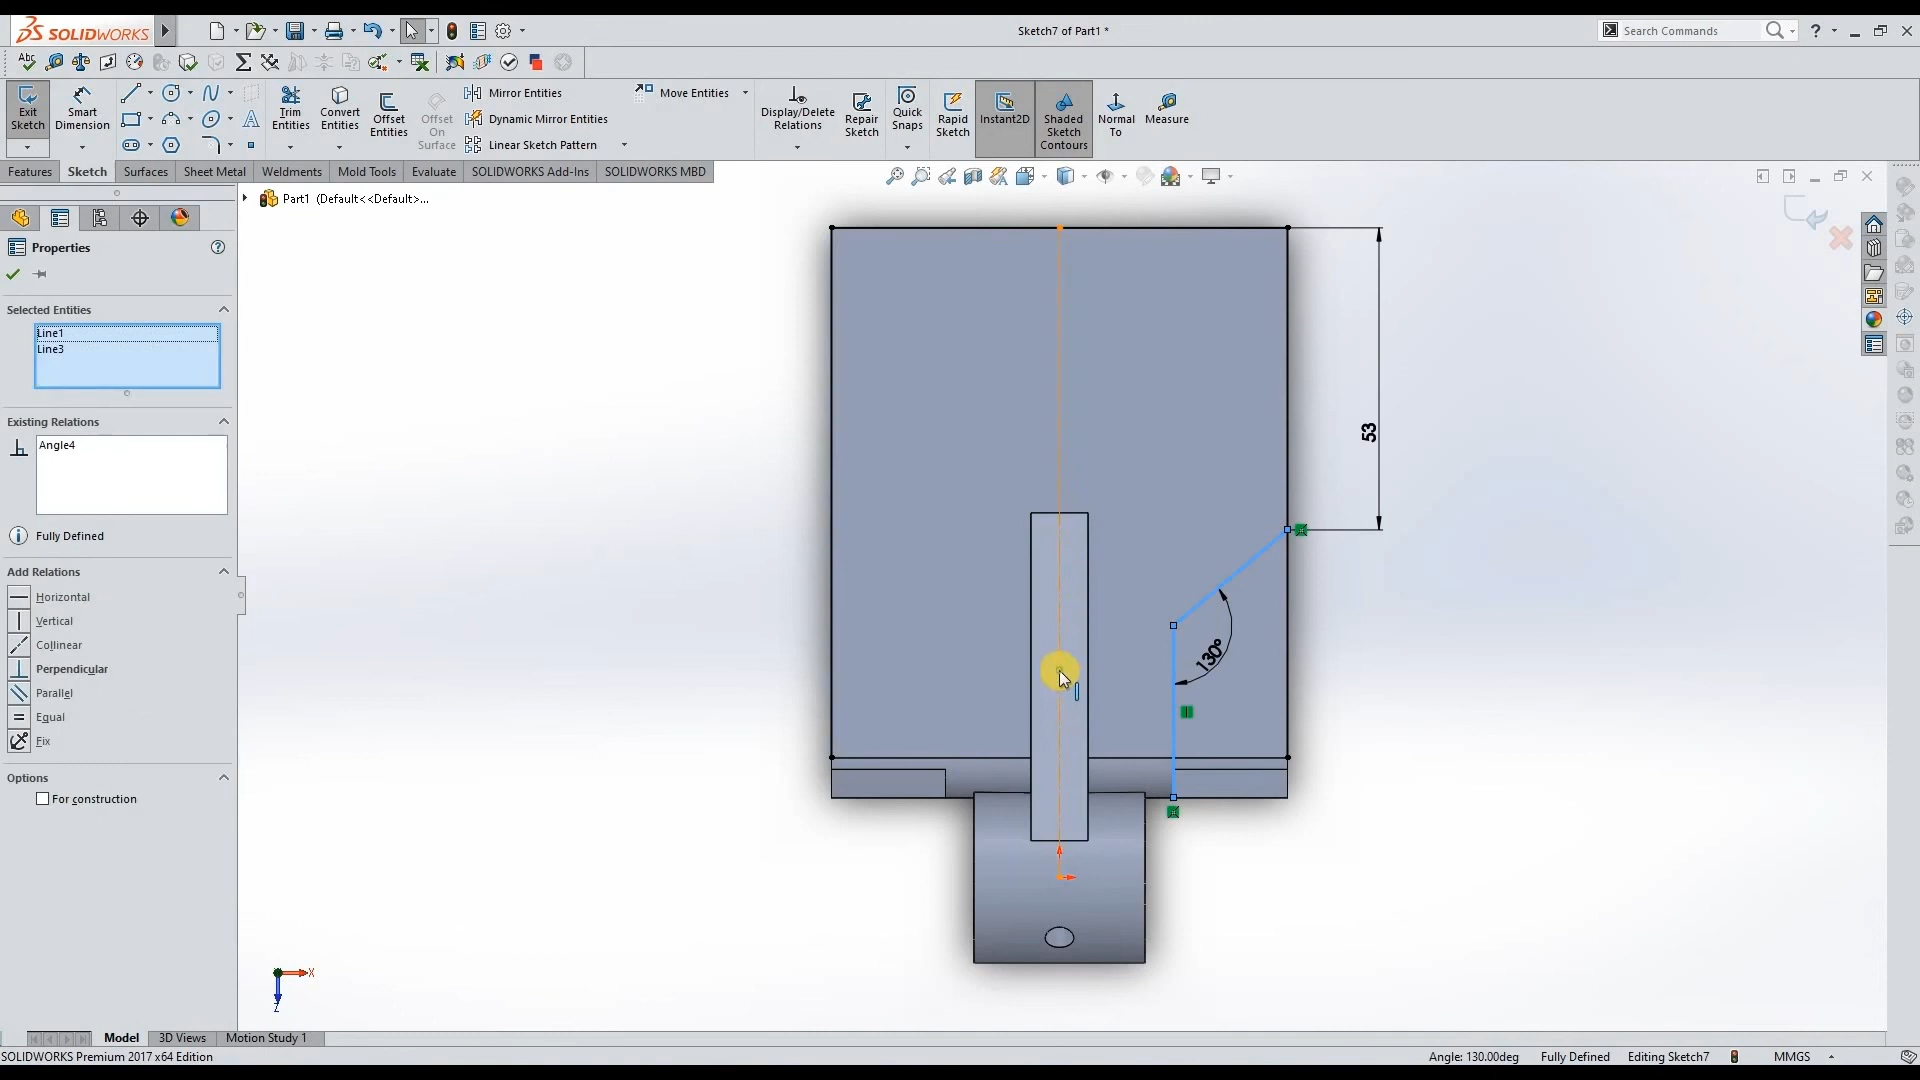 SOLIDWORKS
Sketch7 of Part1 *
Search Commands
?
Abc
Exit Sketch
Smart Dimension
Trim Entities
Convert Entities
Offset Entities
Offset On Surface
Mirror Entities
Dynamic Mirror Entities
Linear Sketch Pattern
Move Entities
Display/Delete Relations
Repair Sketch
Quick Snaps
Rapid Sketch
Instant2D
Shaded Sketch Contours
Normal To
Measure
Features
Sketch
Surfaces
Sheet Metal
Weldments
Mold Tools
Evaluate
SOLIDWORKS Add-Ins
SOLIDWORKS MBD
Part1 (Default<<Default>...
Properties
?
Selected Entities
Line1
Line3
Existing Relations
Angle4
Fully Defined
Add Relations
Horizontal
Vertical
Collinear
Perpendicular
Parallel
Equal
Fix
Options
For construction
53
130°
X
Z
Model
3D Views
Motion Study 1
SOLIDWORKS Premium 2017 x64 Edition
Angle: 130.00deg
Fully Defined
Editing Sketch7
MMGS